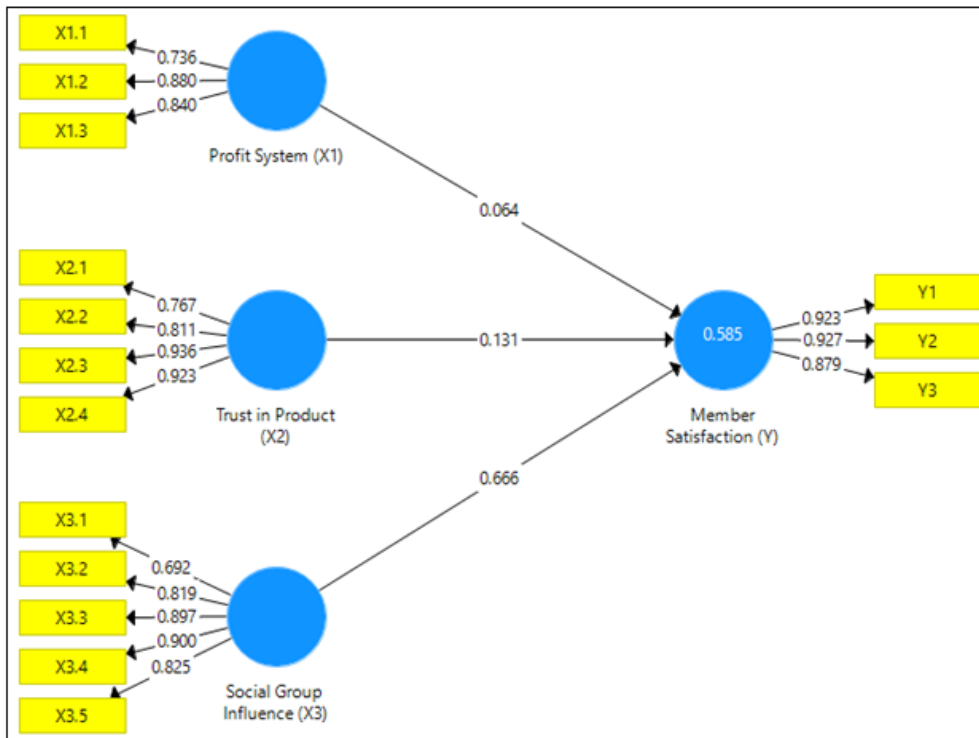 X1.1
0.736
X1.2
0.880
0.840
X1.3
Profit System (X1)
0.064
X2.1
0.767
X2.2
0.811
0.936
X2.3
0.923
X2.4
Trust in Product
(X2)
0.131
0.585
Member
Satisfaction (Y)
0.923
Y1
0.927
Y2
0.879
Y3
0.666
X3.1
0.692
X3.2
0.819
X3.3
0.897
0.900
X3.4
0.825
X3.5
Social Group
Influence (X3)